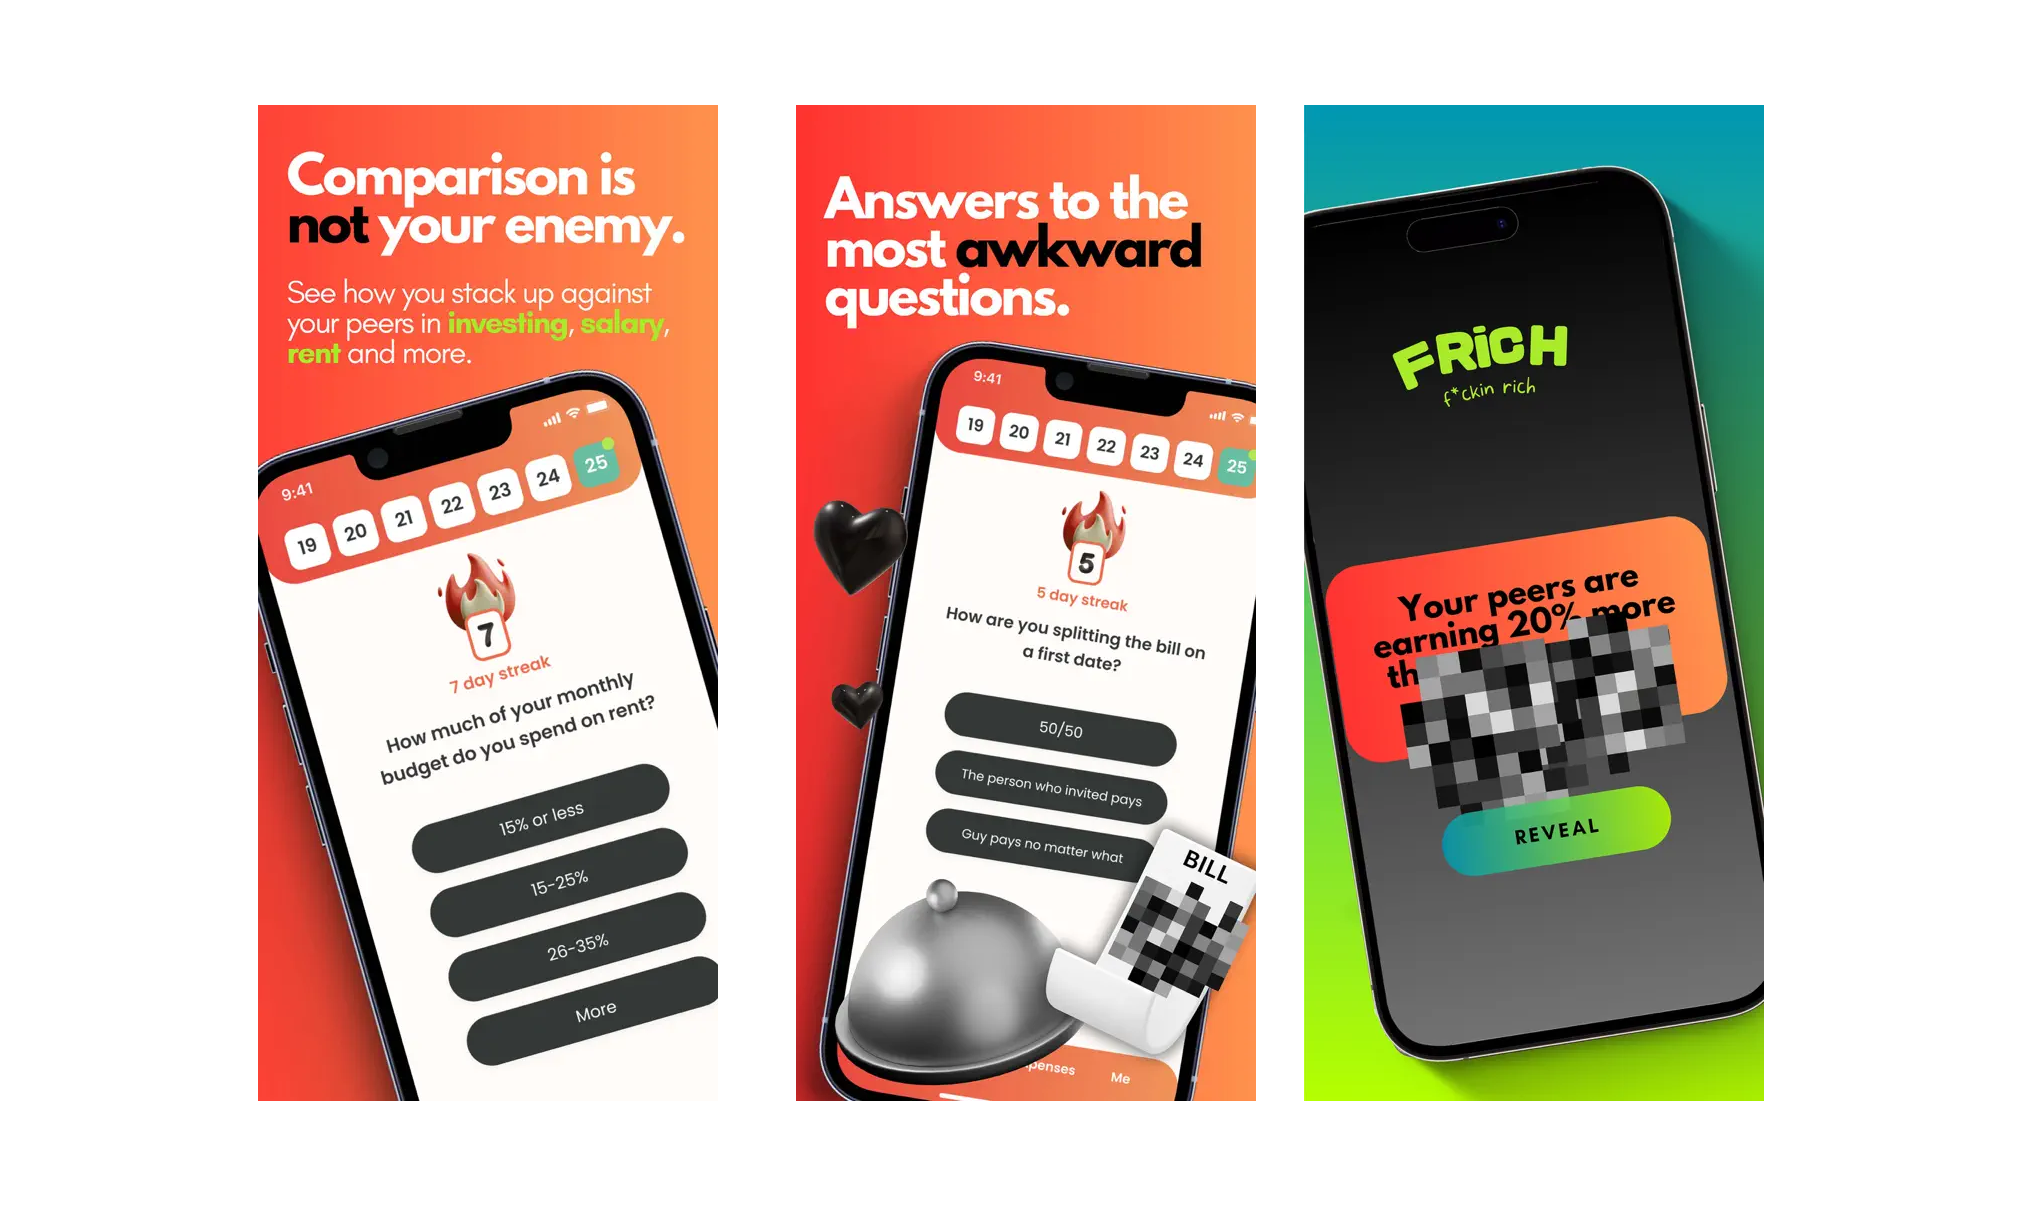 Comparison is
not your enemy.
See how you stack up against
your peers in investing, salary,
rent and more.
9:41
19 20 21 22 23 24 25
7
7 day streak
How much of your monthly
budget do you spend on rent?
15% or less
15-25%
26-35%
More
Answers to the
most awkward
questions.
9:41
19 20 21 22 23 24 25
5
5 day streak
How are you splitting the bill on
a first date?
50/50
The person who invited pays
Guy pays no matter what
BILL
Me
FRiCH
f*ckin rich
Your peers are
earning 20% more
REVEAL